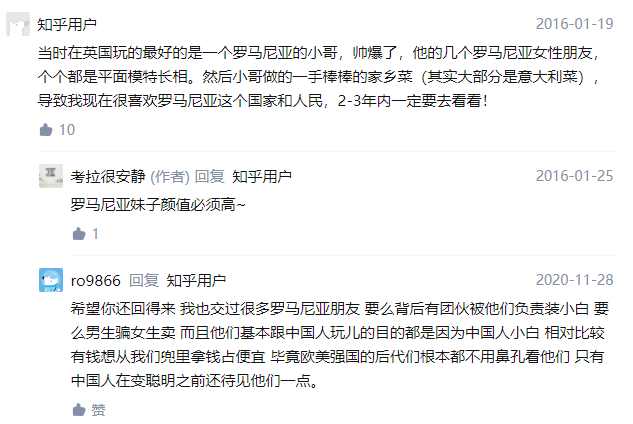 知乎用户 2016-01-19
当时在英国玩的最好的是一个罗马尼亚的小哥，帅爆了，他的几个罗马尼亚女性朋友，
个个都是平面模特长相。然后小哥做的一手棒棒的家乡菜（其实大部分是意大利菜），
导致我现在很喜欢罗马尼亚这个国家和人民，2-3年内一定要去看看！
10
考拉很安静 (作者) 回复 知乎用户 2016-01-25
罗马尼亚妹子颜值必须高~
1
ro9866 回复 知乎用户 2020-11-28
希望你还回得来 我也交过很多罗马尼亚朋友 要么背后有团伙被他们负责装小白 要
么男生骗女生卖 而且他们基本跟中国人玩儿的目的都是因为中国人小白 相对比较
有钱想从我们兜里拿钱占便宜 毕竟欧美强国的后代们根本都不用鼻孔看他们 只有
中国人在变聪明之前还待见他们一点。
赞